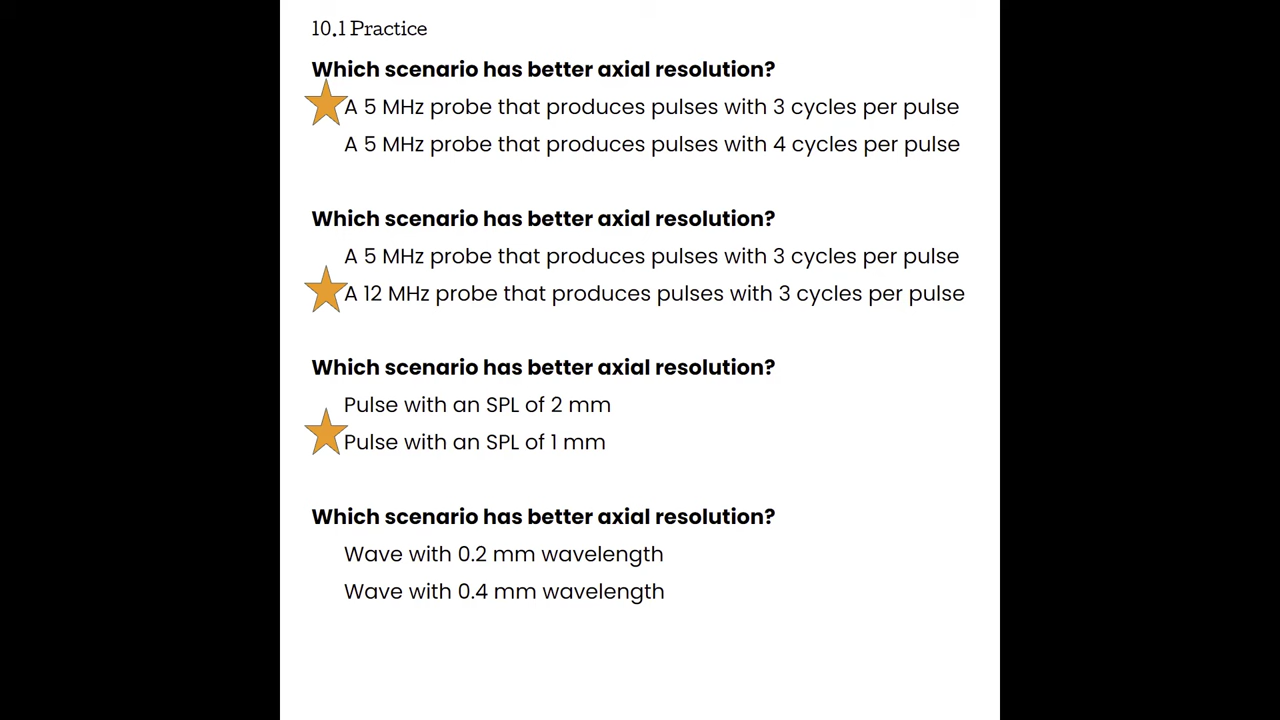 10.1 Practice
Which scenario has better axial resolution?
A 5 MHz probe that produces pulses with 3 cycles per pulse
A 5 MHz probe that produces pulses with 4 cycles per pulse
Which scenario has better axial resolution?
A 5 MHz probe that produces pulses with 3 cycles per pulse
A 12 MHz probe that produces pulses with 3 cycles per pulse
Which scenario has better axial resolution?
Pulse with an SPL of 2 mm
Pulse with an SPL of 1 mm
Which scenario has better axial resolution?
Wave with 0.2 mm wavelength
Wave with 0.4 mm wavelength